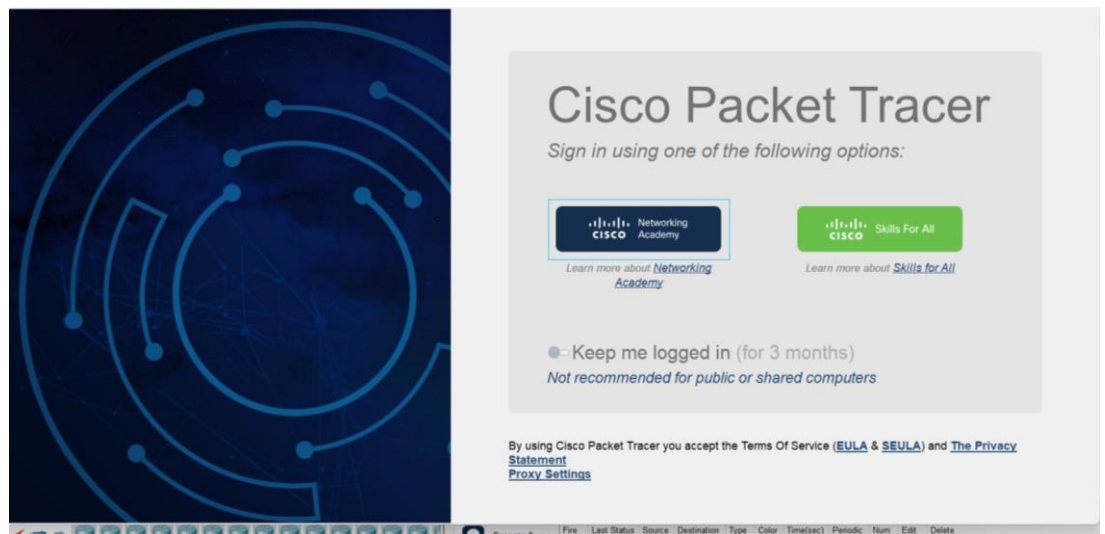 Cisco Packet Tracer
Sign in using one of the following options:
CISCO Networking Academy
CISCO Skills For All
Learn more about Networking
Academy
Learn more about Skills for All
Keep me logged in (for 3 months)
Not recommended for public or shared computers
By using Cisco Packet Tracer you accept the Terms Of Service (EULA & SEULA) and The Privacy
Statement
Proxy Settings
Fire Last Status Source Destination Type Color Time(sec) Periodic Num Edit Delete